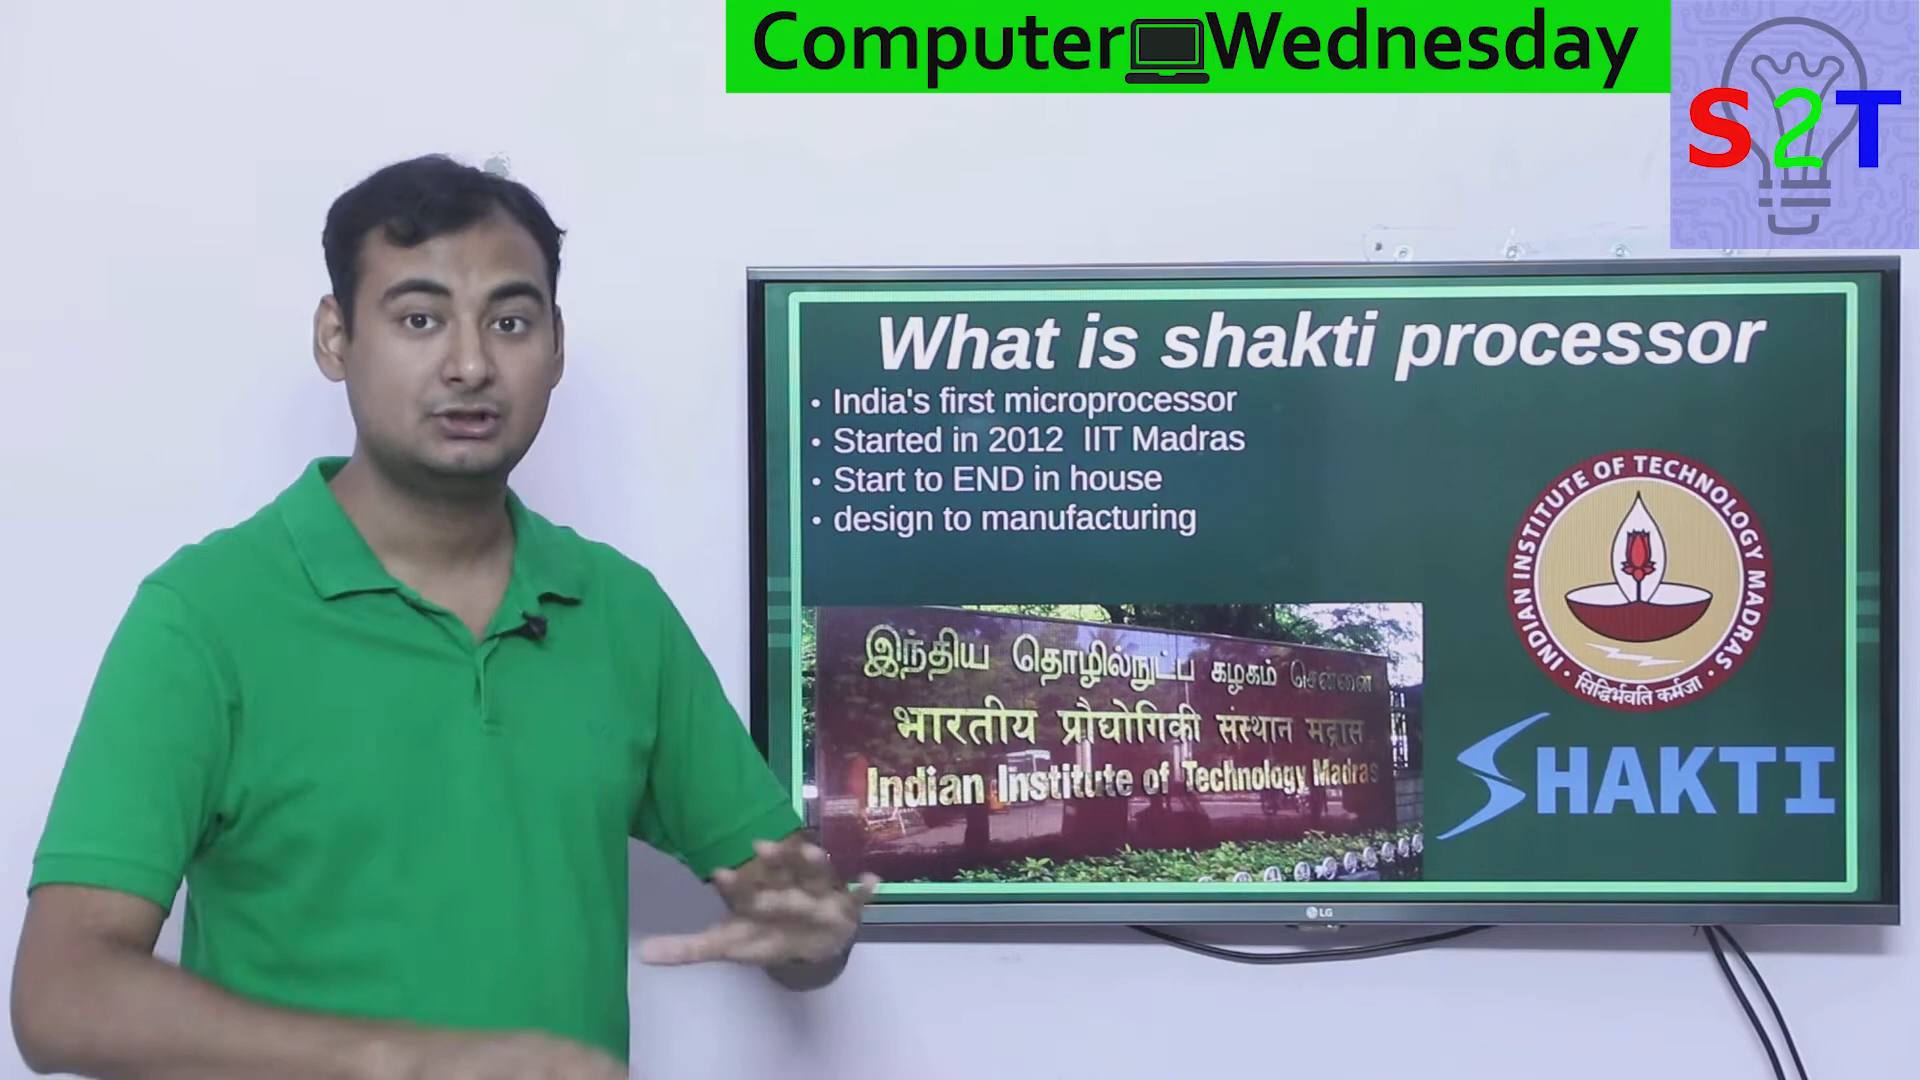 Computer Wednesday
S2T
What is shakti processor
• India's first microprocessor
• Started in 2012 IIT Madras
• Start to END in house
• design to manufacturing
இந்திய தொழில்நுட்ப கழகம் சென்னை
भारतीय प्रौद्योगिकी संस्थान मद्रास
Indian Institute of Technology Madras
INDIAN INSTITUTE OF TECHNOLOGY MADRAS
सिद्धिर्भवति कर्मजा
SHAKTI
LG